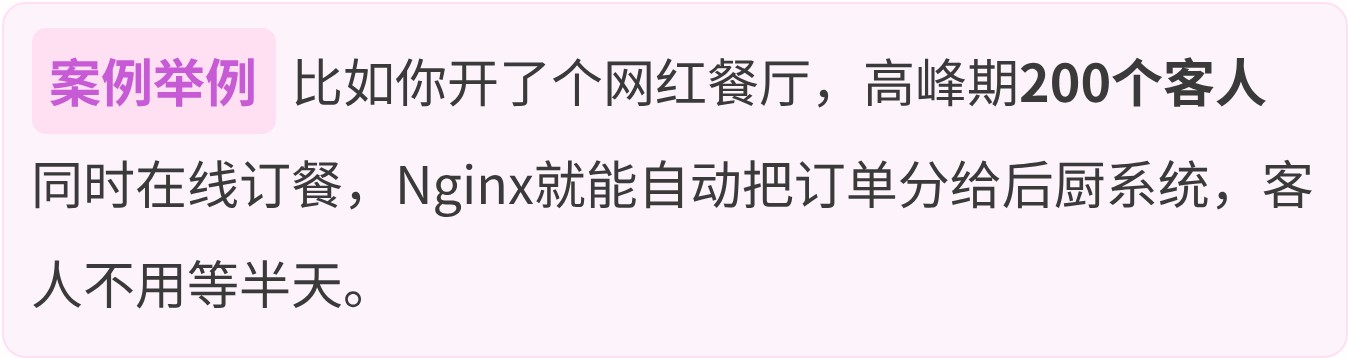 案例举例 比如你开了个网红餐厅，高峰期200个客人
同时在线订餐，Nginx就能自动把订单分给后厨系统，客
人不用等半天。